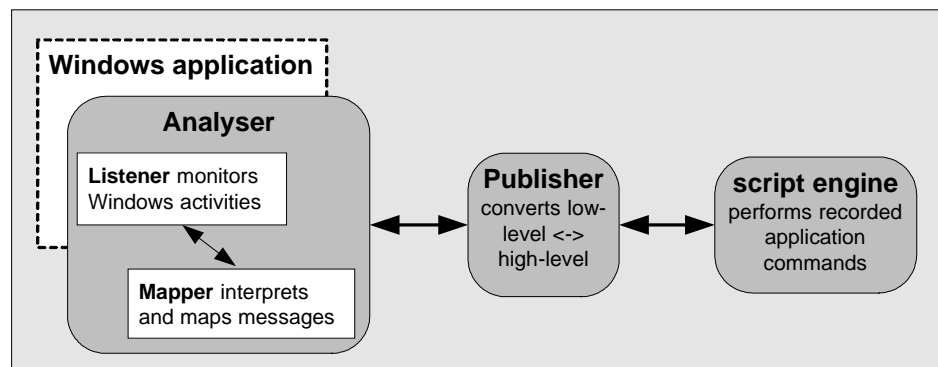 Windows application
Analyser
Listener monitors
Windows activities
Mapper interprets
and maps messages
Publisher
converts low-
level <->
high-level
script engine
performs recorded
application
commands